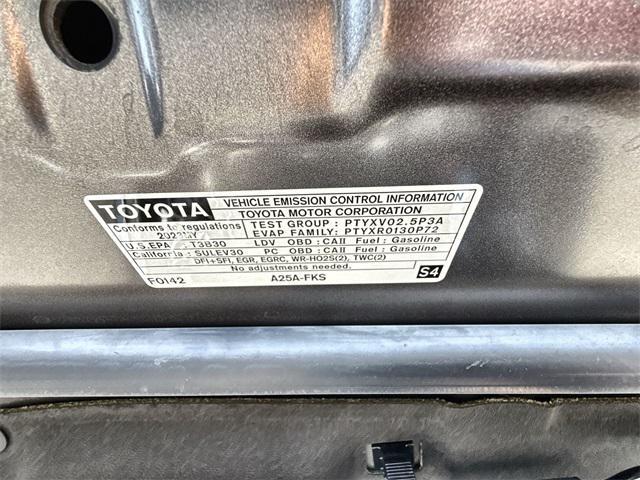 TOYOTA
VEHICLE EMISSION CONTROL INFORMATION
TOYOTA MOTOR CORPORATION
Conforms to regulations
2023MY
TEST GROUP : PTYXV02.5P3A
EVAP FAMILY: PTYXR0130P72
U.S.EPA : T3B30 LDV OBD : CAII Fuel : Gasoline
California : SULEV30 PC OBD : CAII Fuel : Gasoline
DFI+SFI, EGR, EGRC, WR-HO2S(2), TWC(2)
No adjustments needed.
F0142
A25A-FKS
S4